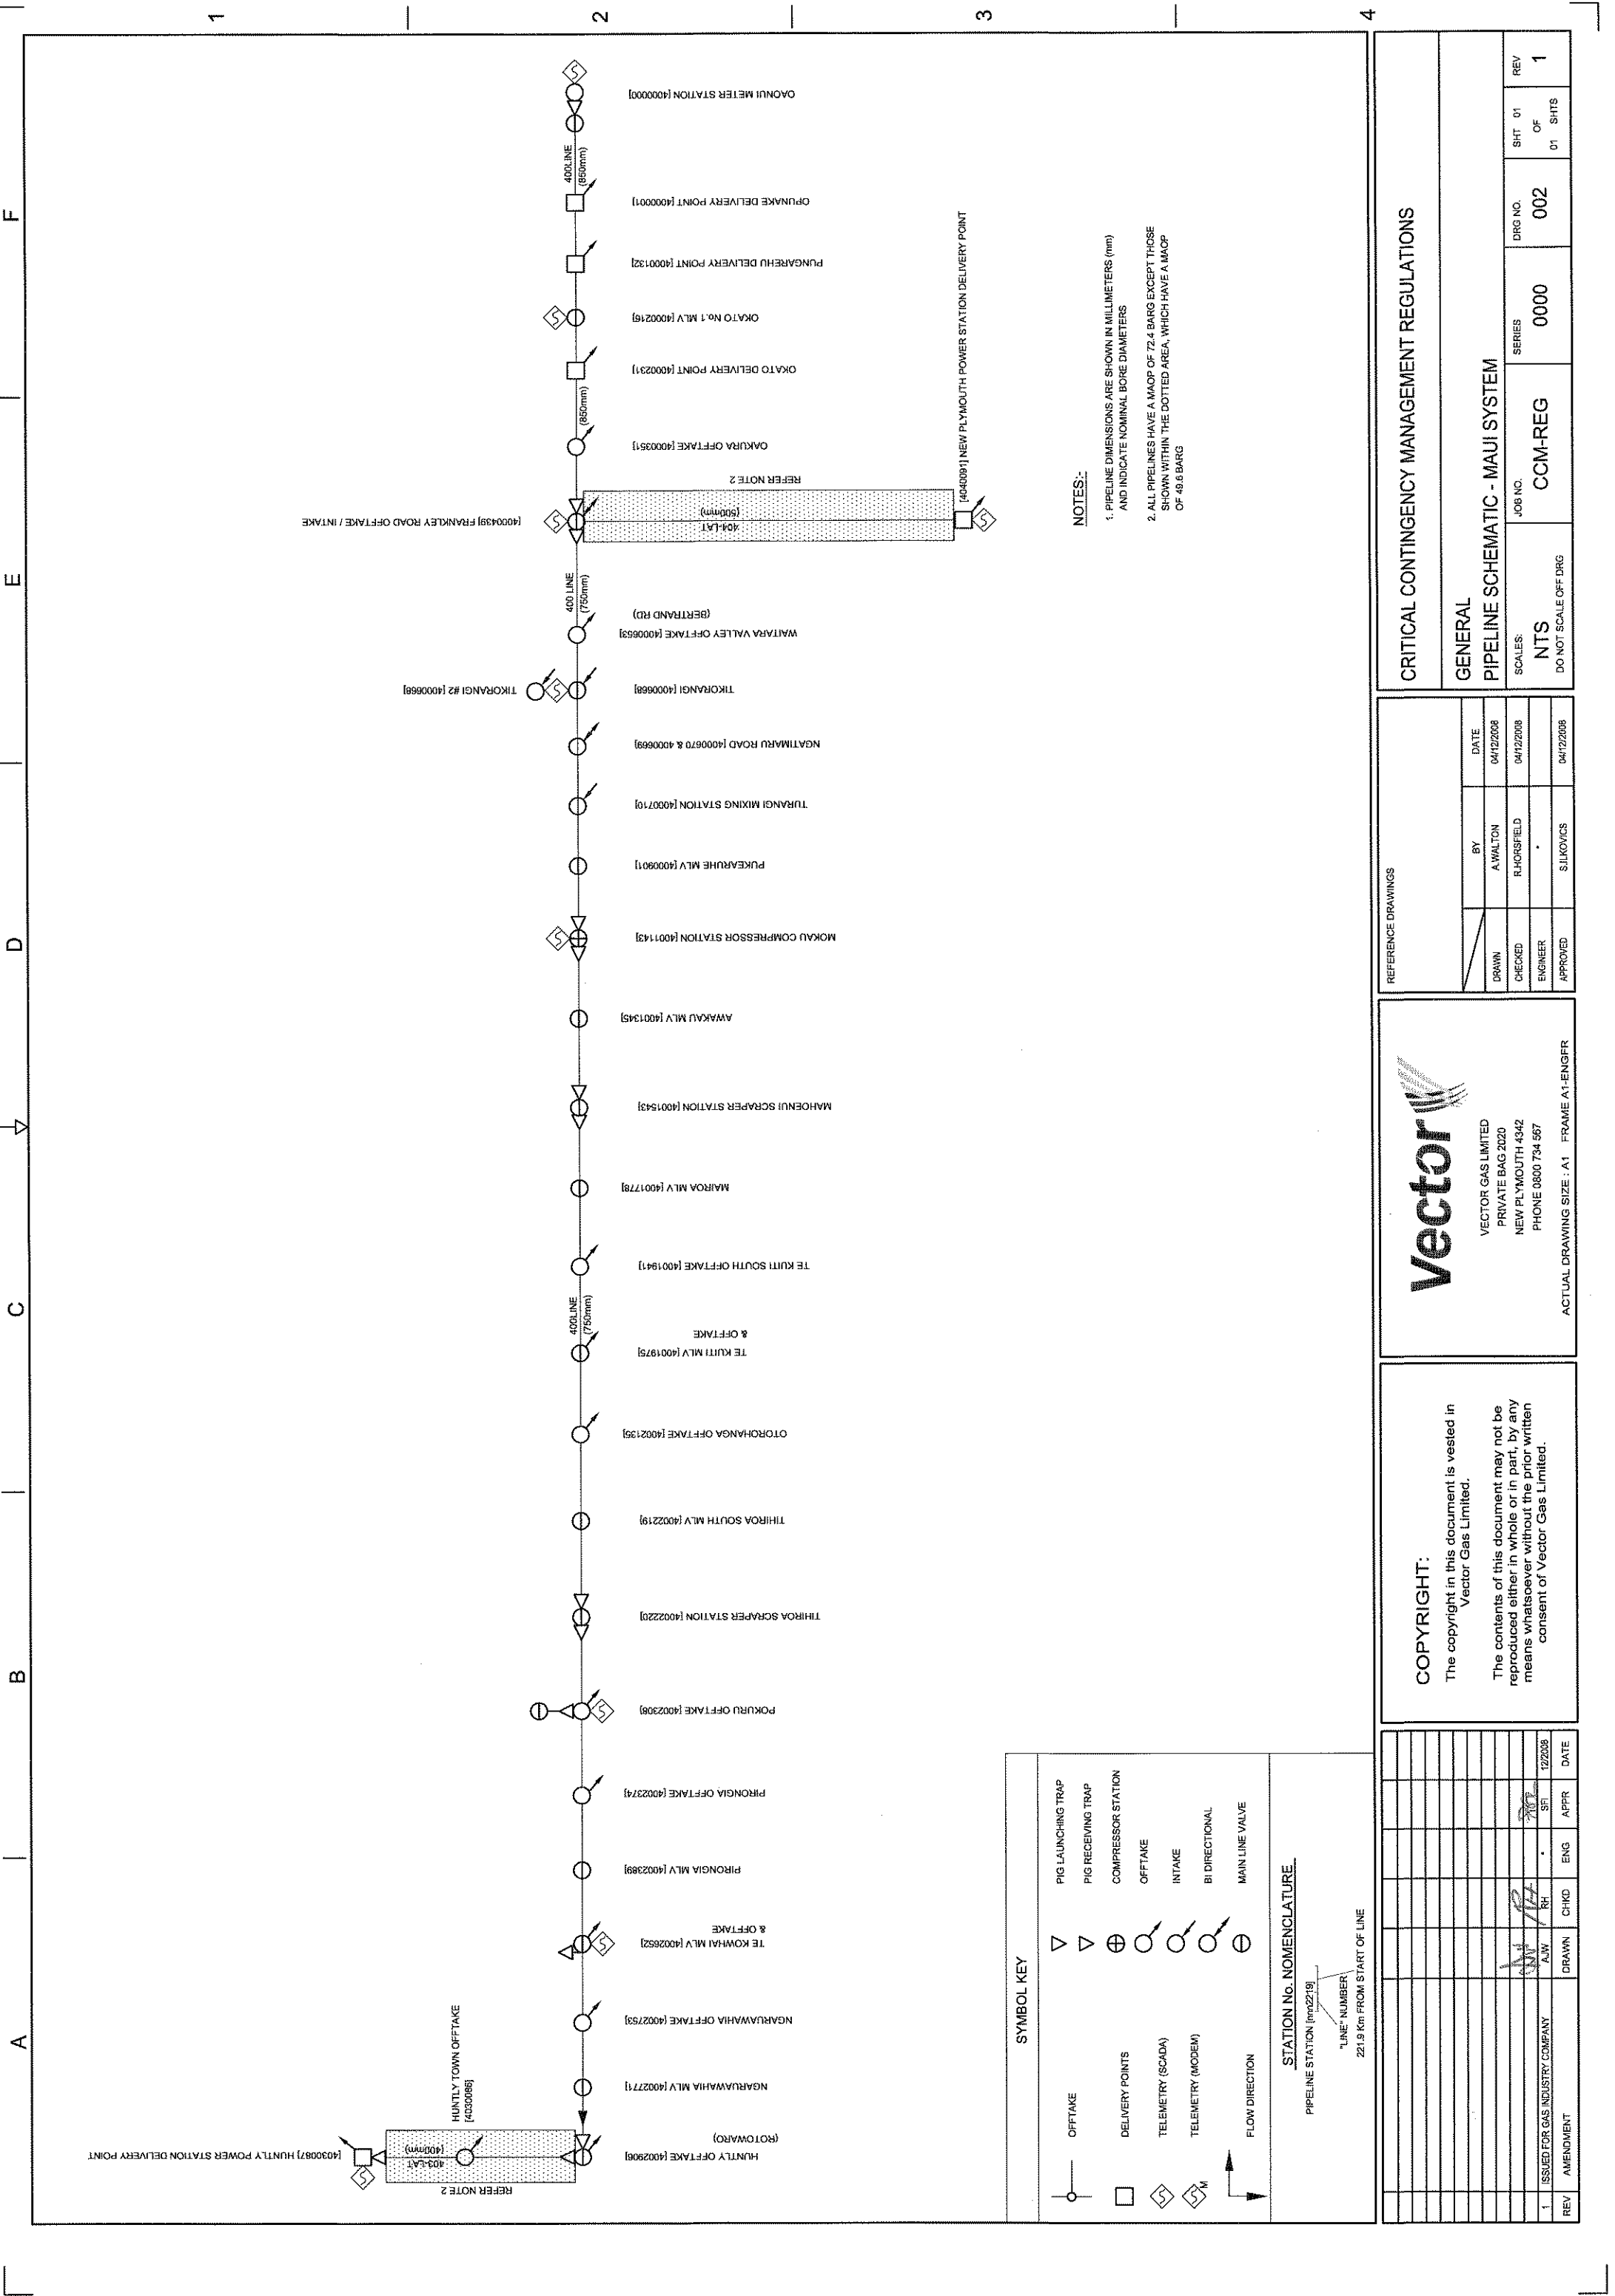 A
B
C
D
E
F
1
2
3
4
[4030087] HUNTLY POWER STATION DELIVERY POINT
REFER NOTE 2
403-LAT
(400mm)
HUNTLY TOWN OFFTAKE
[4030086]
HUNTLY OFFTAKE [4002906]
(ROTOWARO)
NGARUAWAHIA MLV [4002771]
NGARUAWAHIA OFFTAKE [4002753]
TE KOWHAI MLV [4002652]
& OFFTAKE
PIRONGIA MLV [4002389]
PIRONGIA OFFTAKE [4002374]
POKURU OFFTAKE [4002308]
TIHIROA SCRAPER STATION [4002220]
TIHIROA SOUTH MLV [4002219]
OTOROHANGA OFFTAKE [4002135]
TE KUITI MLV [4001975]
& OFFTAKE
400LINE
(750mm)
TE KUITI SOUTH OFFTAKE [4001941]
MAIROA MLV [4001778]
MAHOENUI SCRAPER STATION [4001543]
AWAKAU MLV [4001345]
MOKAU COMPRESSOR STATION [4001143]
PUKEARUHE MLV [4000901]
TURANGI MIXING STATION [4000710]
NGATIMARU ROAD [4000670 & 4000669]
TIKORANGI #2 [4000668]
TIKORANGI [4000668]
WAITARA VALLEY OFFTAKE [4000653]
(BERTRAND RD)
400 LINE
(750mm)
[4000439] FRANKLEY ROAD OFFTAKE / INTAKE
404-LAT
(500mm)
REFER NOTE 2
[4040091] NEW PLYMOUTH POWER STATION DELIVERY POINT
OAKURA OFFTAKE [4000351]
(850mm)
OKATO DELIVERY POINT [4000231]
OKATO No.1 MLV [4000216]
PUNGAREHU DELIVERY POINT [4000132]
OPUNAKE DELIVERY POINT [4000001]
400LINE
(850mm)
OAONUI METER STATION [4000000]
NOTES:-
1. PIPELINE DIMENSIONS ARE SHOWN IN MILLIMETERS (mm)
AND INDICATE NOMINAL BORE DIAMETERS
2. ALL PIPELINES HAVE A MAOP OF 72.4 BARG EXCEPT THOSE
SHOWN WITHIN THE DOTTED AREA, WHICH HAVE A MAOP
OF 49.6 BARG
SYMBOL KEY
OFFTAKE
DELIVERY POINTS
TELEMETRY (SCADA)
M
TELEMETRY (MODEM)
FLOW DIRECTION
PIG LAUNCHING TRAP
PIG RECEIVING TRAP
COMPRESSOR STATION
OFFTAKE
INTAKE
BI DIRECTIONAL
MAIN LINE VALVE
STATION No. NOMENCLATURE
PIPELINE STATION [nnn2219]
"LINE" NUMBER
221.9 Km FROM START OF LINE
1 ISSUED FOR GAS INDUSTRY COMPANY AJW RH * SFI 12/2008
REV AMENDMENT DRAWN CHKD ENG APPR DATE
COPYRIGHT:
The copyright in this document is vested in
Vector Gas Limited.
The contents of this document may not be
reproduced either in whole or in part, by any
means whatsoever without the prior written
consent of Vector Gas Limited.
Vector
VECTOR GAS LIMITED
PRIVATE BAG 2020
NEW PLYMOUTH 4342
PHONE 0800 734 567
ACTUAL DRAWING SIZE : A1 FRAME A1-ENGFR
REFERENCE DRAWINGS
BY DATE
DRAWN A.WALTON 04/12/2008
CHECKED R.HORSFIELD 04/12/2008
ENGINEER *
APPROVED S.ILKOVICS 04/12/2008
CRITICAL CONTINGENCY MANAGEMENT REGULATIONS
GENERAL
PIPELINE SCHEMATIC - MAUI SYSTEM
SCALES: NTS
DO NOT SCALE OFF DRG
JOB NO. CCM-REG
SERIES 0000
DRG NO. 002
SHT 01
OF
01 SHTS
REV 1